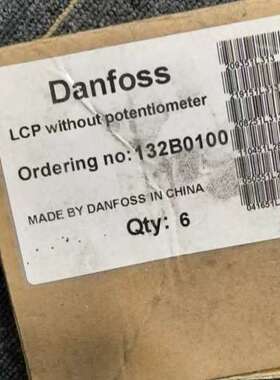 Danfoss
LCP without potentiometer
Ordering no: 132B0100
MADE BY DANFOSS IN CHINA
Qty: 6